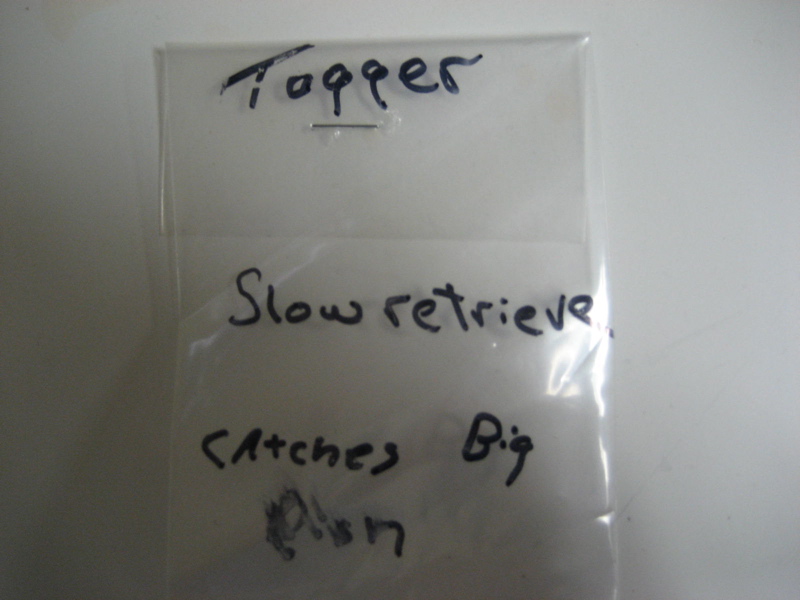 Togger
Slow retrieve
catches Big